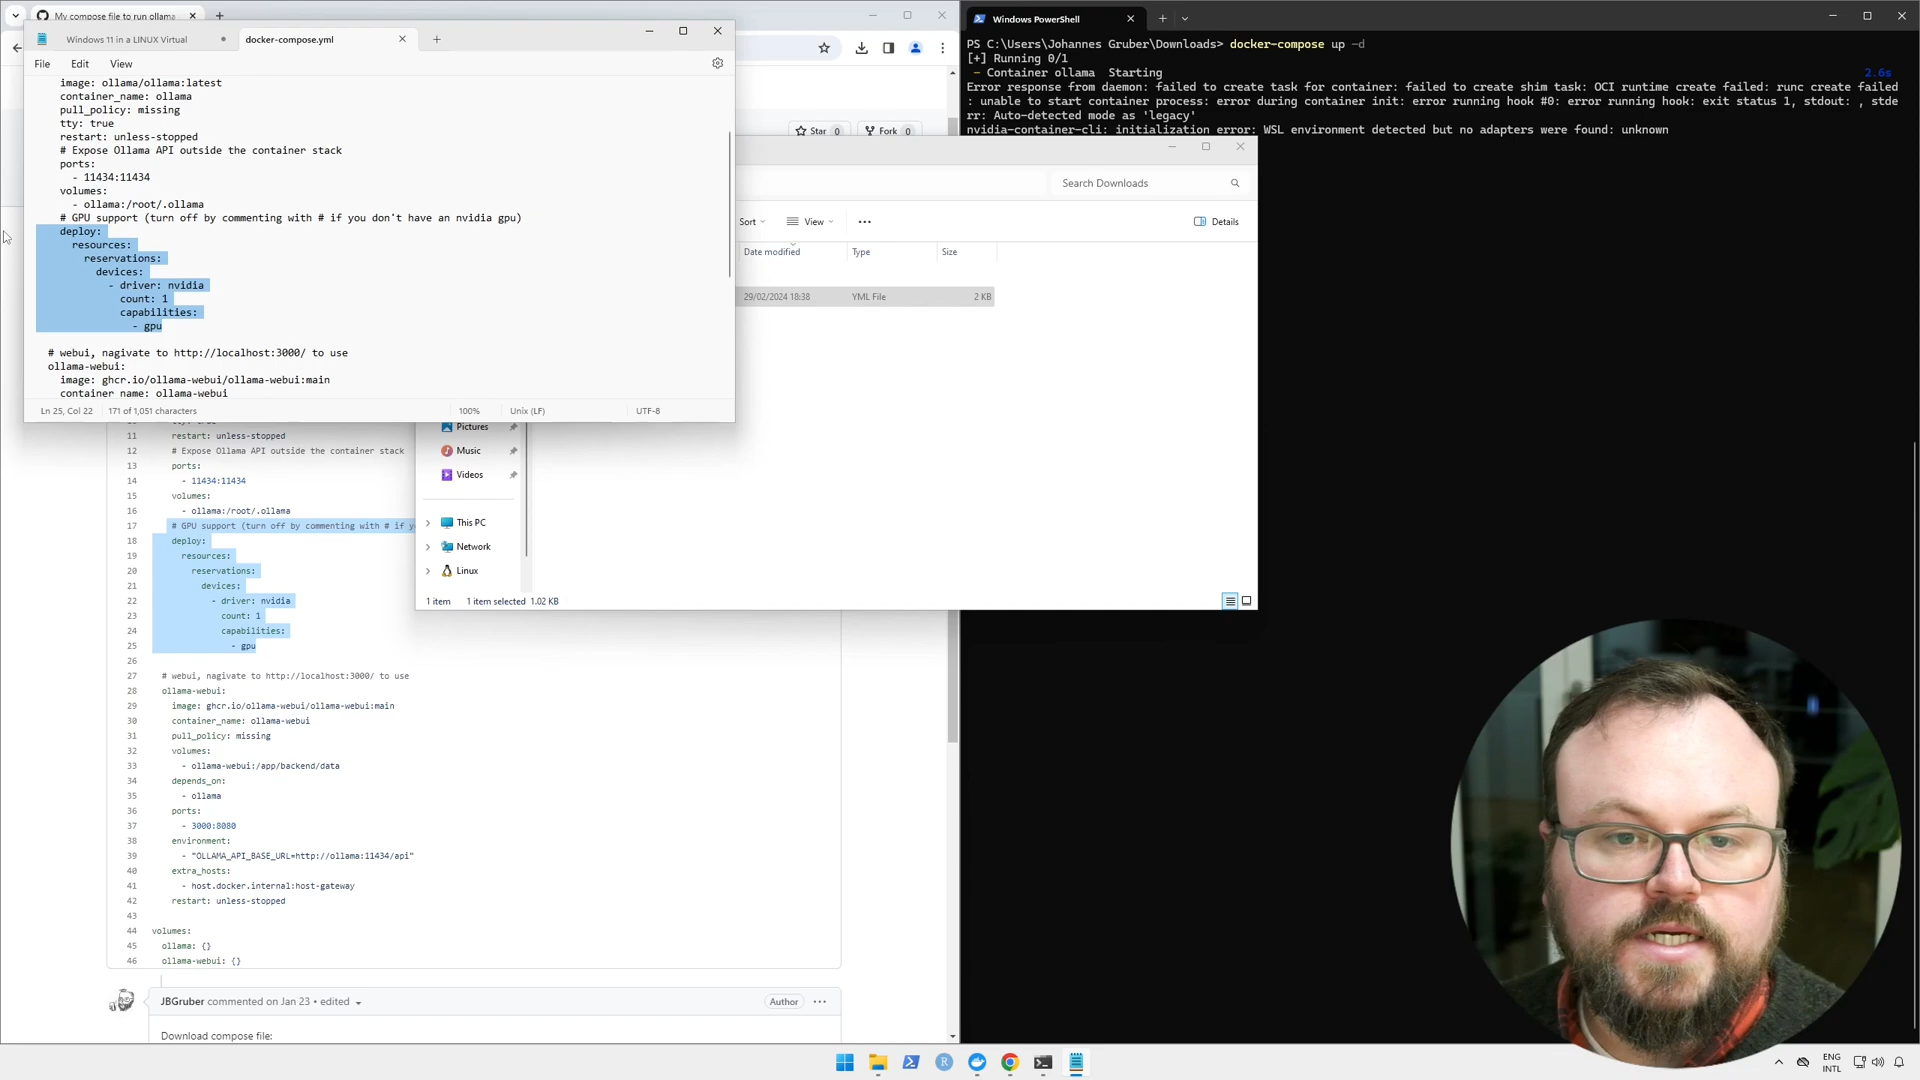 My compose file to run ollama
Windows 11 in a LINUX Virtual
docker-compose.yml
File
Edit
View
image: ollama/ollama:latest
container_name: ollama
pull_policy: missing
tty: true
restart: unless-stopped
# Expose Ollama API outside the container stack
ports:
- 11434:11434
volumes:
- ollama:/root/.ollama
# GPU support (turn off by commenting with # if you don't have an nvidia gpu)
deploy:
resources:
reservations:
devices:
- driver: nvidia
count: 1
capabilities:
- gpu
# webui, nagivate to http://localhost:3000/ to use
ollama-webui:
image: ghcr.io/ollama-webui/ollama-webui:main
container_name: ollama-webui
Ln 25, Col 22
171 of 1,051 characters
100%
Unix (LF)
UTF-8
Star 0
Fork 0
Search Downloads
Sort
View
Details
Date modified
Type
Size
29/02/2024 18:38
YML File
2 KB
Pictures
Music
Videos
This PC
Network
Linux
1 item
1 item selected 1.02 KB
11 restart: unless-stopped
12 # Expose Ollama API outside the container stack
13 ports:
14 - 11434:11434
15 volumes:
16 - ollama:/root/.ollama
17 # GPU support (turn off by commenting with # if
18 deploy:
19 resources:
20 reservations:
21 devices:
22 - driver: nvidia
23 count: 1
24 capabilities:
25 - gpu
26
27 # webui, nagivate to http://localhost:3000/ to use
28 ollama-webui:
29 image: ghcr.io/ollama-webui/ollama-webui:main
30 container_name: ollama-webui
31 pull_policy: missing
32 volumes:
33 - ollama-webui:/app/backend/data
34 depends_on:
35 - ollama
36 ports:
37 - 3000:8080
38 environment:
39 - "OLLAMA_API_BASE_URL=http://ollama:11434/api"
40 extra_hosts:
41 - host.docker.internal:host-gateway
42 restart: unless-stopped
43
44 volumes:
45 ollama: {}
46 ollama-webui: {}
JBGruber commented on Jan 23 • edited
Author
Download compose file:
Windows PowerShell
PS C:\Users\Johannes Gruber\Downloads> docker-compose up -d
[+] Running 0/1
- Container ollama Starting 2.6s
Error response from daemon: failed to create task for container: failed to create shim task: OCI runtime create failed: runc create failed
: unable to start container process: error during container init: error running hook #0: error running hook: exit status 1, stdout: , stde
rr: Auto-detected mode as 'legacy'
nvidia-container-cli: initialization error: WSL environment detected but no adapters were found: unknown
ENG
INTL